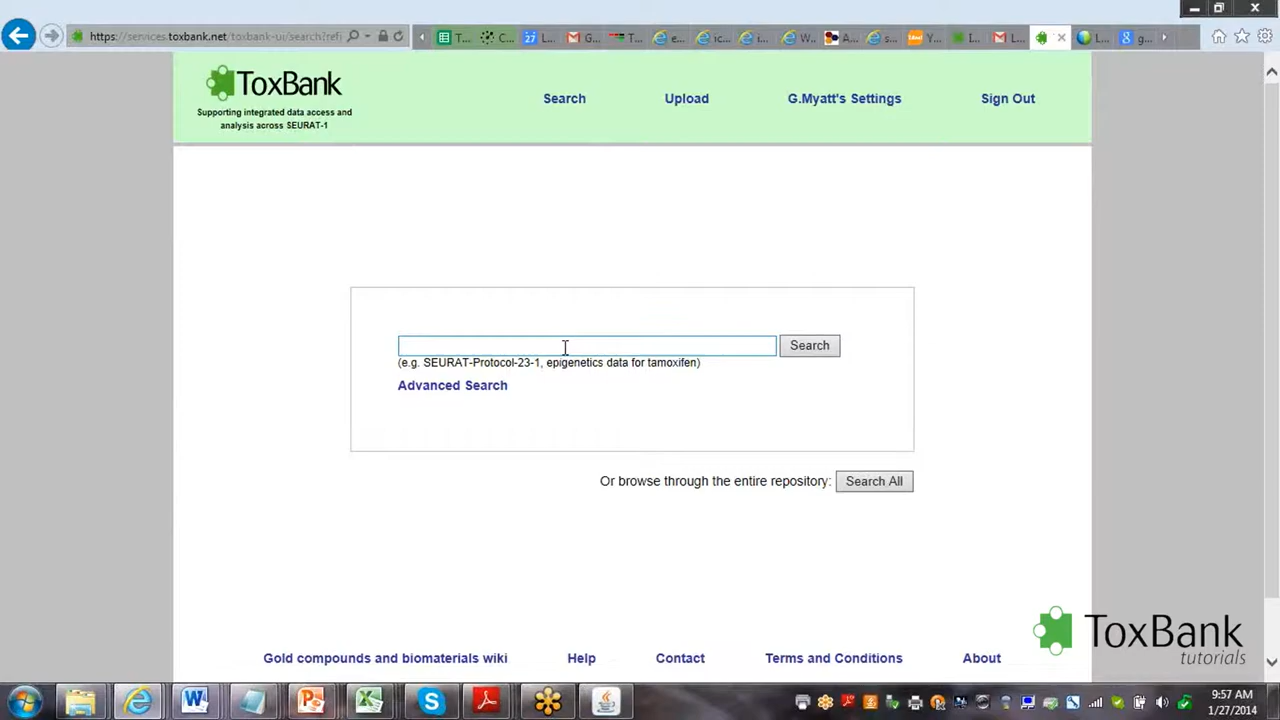 https://services.toxbank.net/toxbank-ui/search?refi
T...
C...
27
L...
G...
T...
e...
ic...
i...
W...
A...
s...
Y...
I...
L...
L...
g...
ToxBank
Supporting integrated data access and
analysis across SEURAT-1
Search
Upload
G.Myatt's Settings
Sign Out
Search
(e.g. SEURAT-Protocol-23-1, epigenetics data for tamoxifen)
Advanced Search
Or browse through the entire repository:
Search All
ToxBank
tutorials
Gold compounds and biomaterials wiki
Help
Contact
Terms and Conditions
About
9:57 AM
1/27/2014